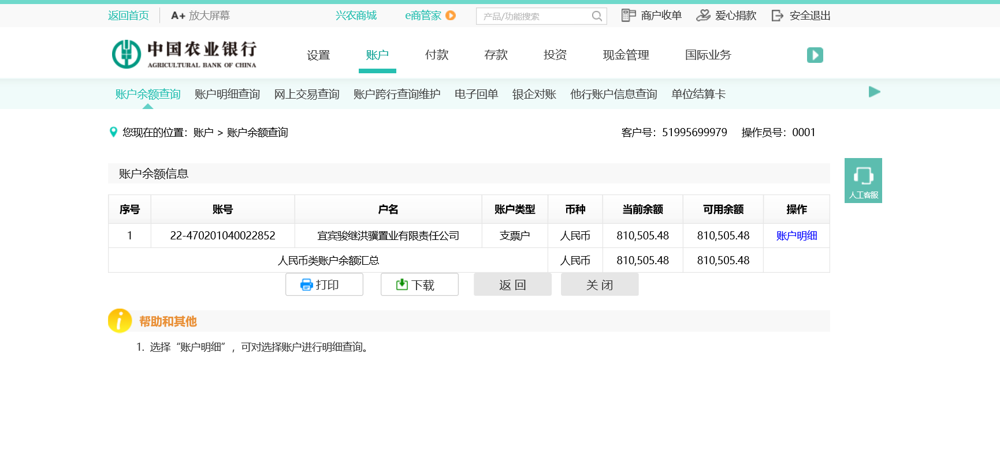 返回首页 A+ 放大屏幕 兴农商城 e商管家 产品/功能搜索 商户收单 爱心捐款 安全退出
中国农业银行
AGRICULTURAL BANK OF CHINA
设置 账户 付款 存款 投资 现金管理 国际业务
账户余额查询 账户明细查询 网上交易查询 账户跨行查询维护 电子回单 银企对账 他行账户信息查询 单位结算卡
您现在的位置：账户 > 账户余额查询 客户号：51995699979 操作员号：0001
账户余额信息
人工客服
序号 账号 户名 账户类型 币种 当前余额 可用余额 操作
1 22-470201040022852 宜宾骏继洪骥置业有限责任公司 支票户 人民币 810,505.48 810,505.48 账户明细
人民币类账户余额汇总 人民币 810,505.48 810,505.48
打印 下载 返 回 关 闭
帮助和其他
1. 选择“账户明细”，可对选择账户进行明细查询。